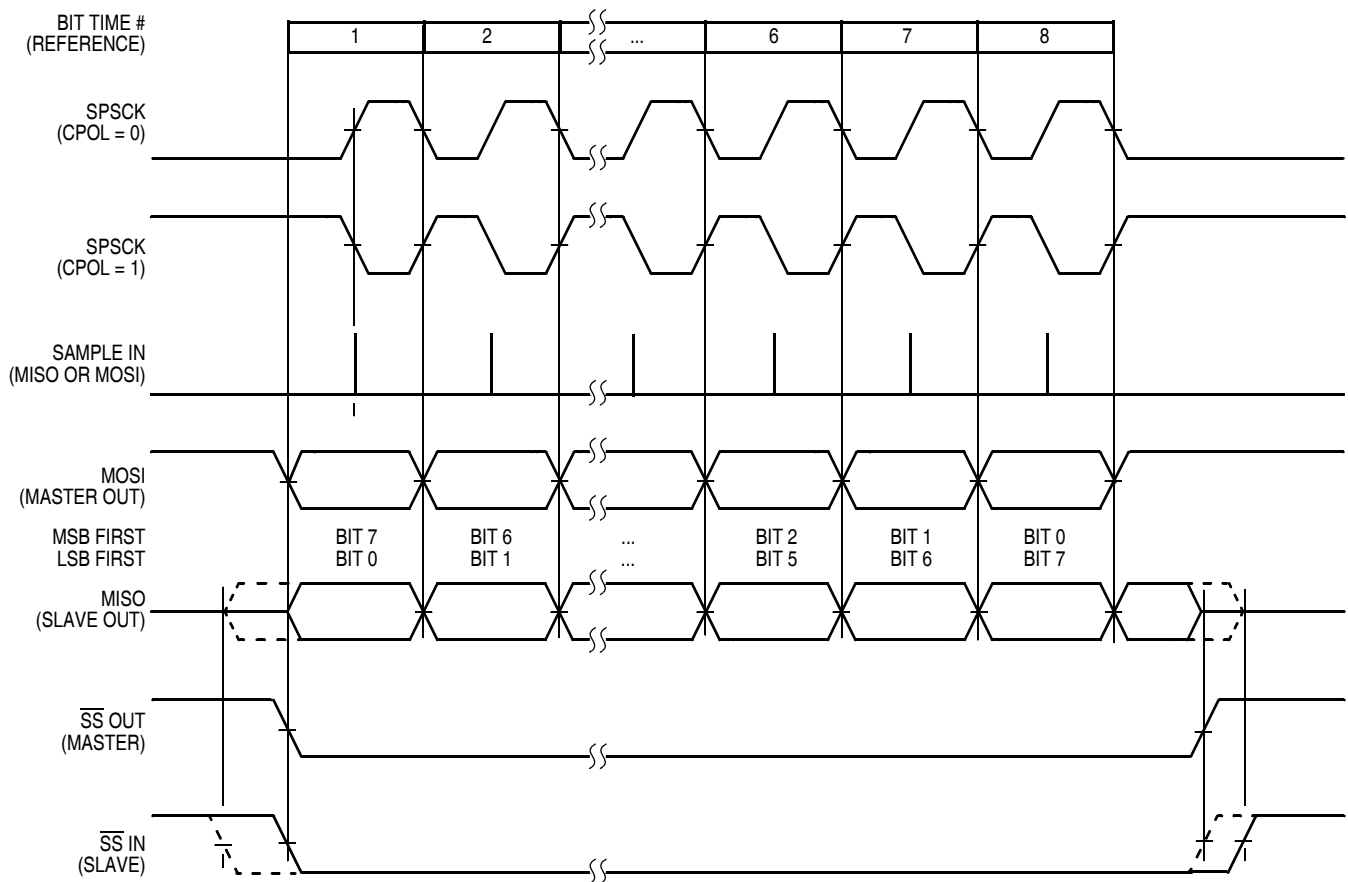 BIT TIME #
(REFERENCE)
1 2 ... 6 7 8
SPSCK
(CPOL = 0)
SPSCK
(CPOL = 1)
SAMPLE IN
(MISO OR MOSI)
MOSI
(MASTER OUT)
MSB FIRST BIT 7 BIT 6 ... BIT 2 BIT 1 BIT 0
LSB FIRST BIT 0 BIT 1 ... BIT 5 BIT 6 BIT 7
MISO
(SLAVE OUT)
S̅S̅ OUT
(MASTER)
S̅S̅ IN
(SLAVE)